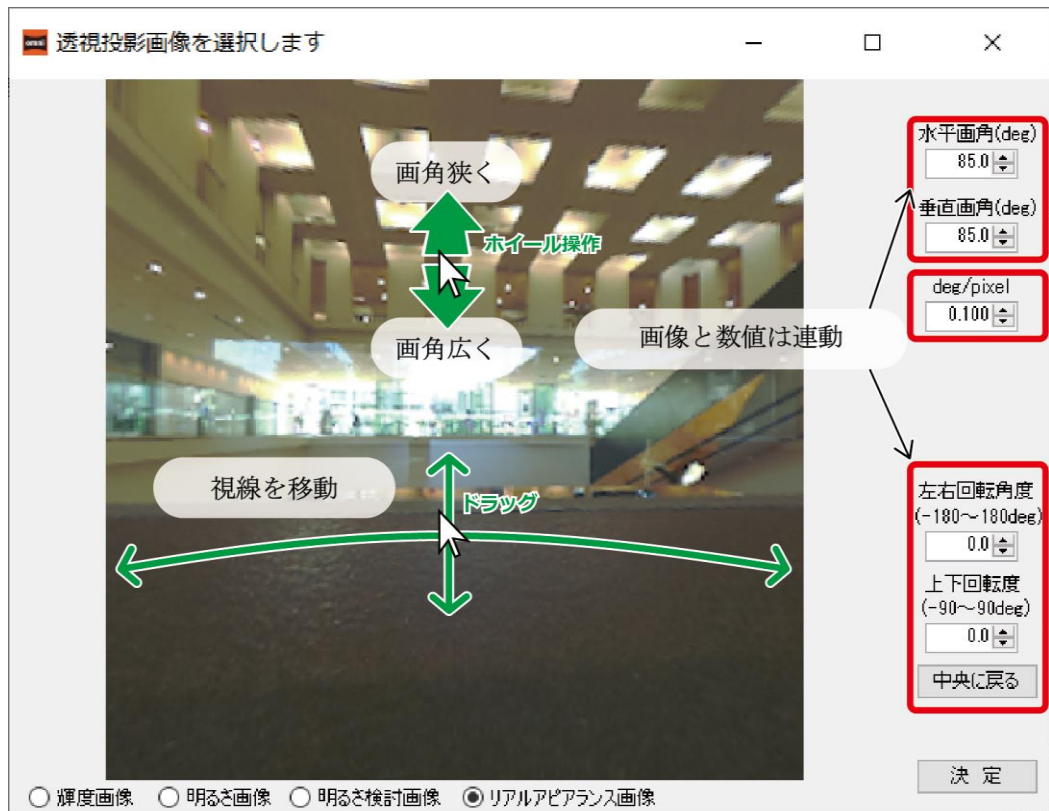 透視投影画像を選択します
水平画角(deg)
85.0
垂直画角(deg)
85.0
deg/pixel
0.100
画角狭く
ホイール操作
画角広く
画像と数値は連動
視線を移動
ドラッグ
左右回転角度
(-180～180deg)
0.0
上下回転度
(-90～90deg)
0.0
中央に戻る
決 定
輝度画像 明るさ画像 明るさ検討画像 リアルアピアランス画像